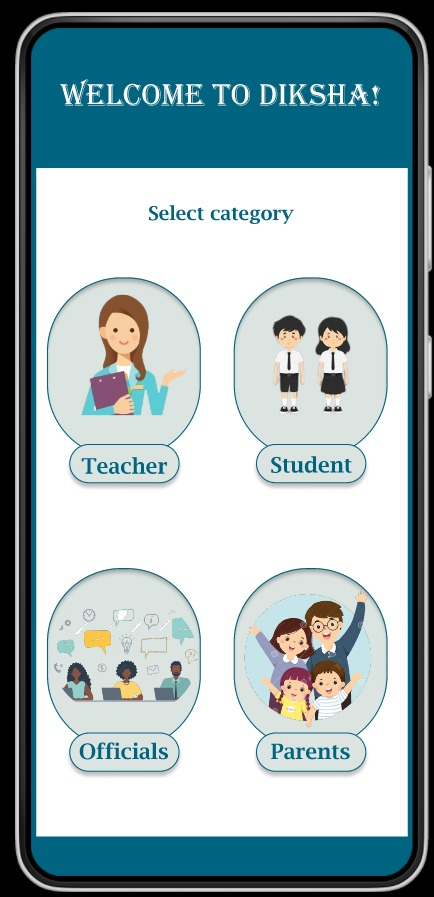 WELCOME TO DIKSHA!
Select category
Teacher
Student
Officials
Parents